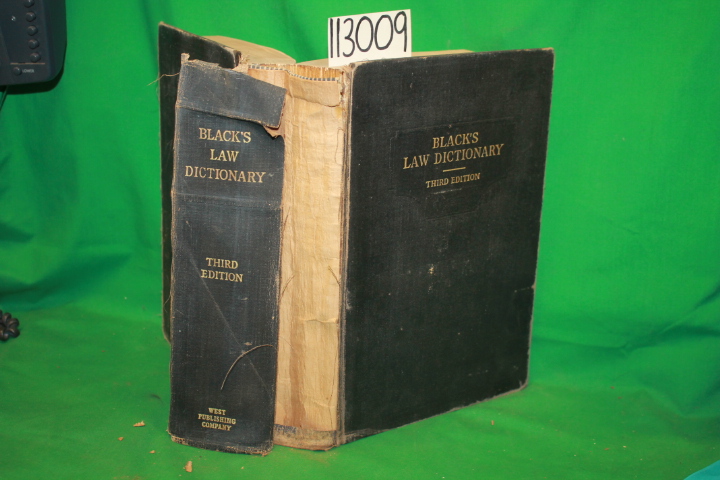 113009
BLACK'S
LAW
DICTIONARY
THIRD
EDITION
WEST
PUBLISHING
COMPANY
BLACK'S
LAW DICTIONARY
THIRD EDITION